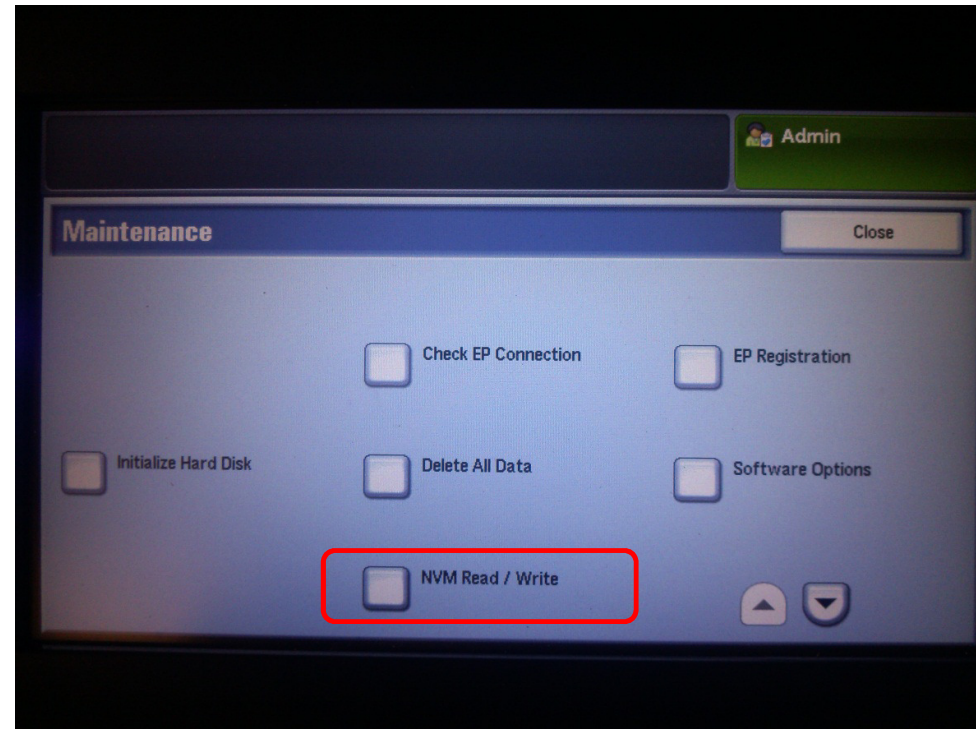 Admin
Maintenance
Close
Check EP Connection
EP Registration
Initialize Hard Disk
Delete All Data
Software Options
NVM Read / Write